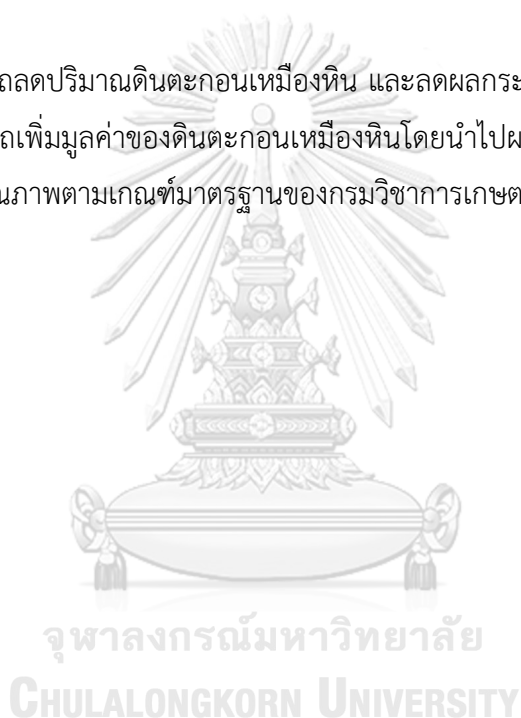 ถลดปริมาณดินตะกอนเหมืองหิน และลดผลกระ
ถเพิ่มมูลค่าของดินตะกอนเหมืองหินโดยนำไปผ
ณภาพตามเกณฑ์มาตรฐานของกรมวิชาการเกษต
จุฬาลงกรณ์มหาวิทยาลัย
CHULALONGKORN UNIVERSITY